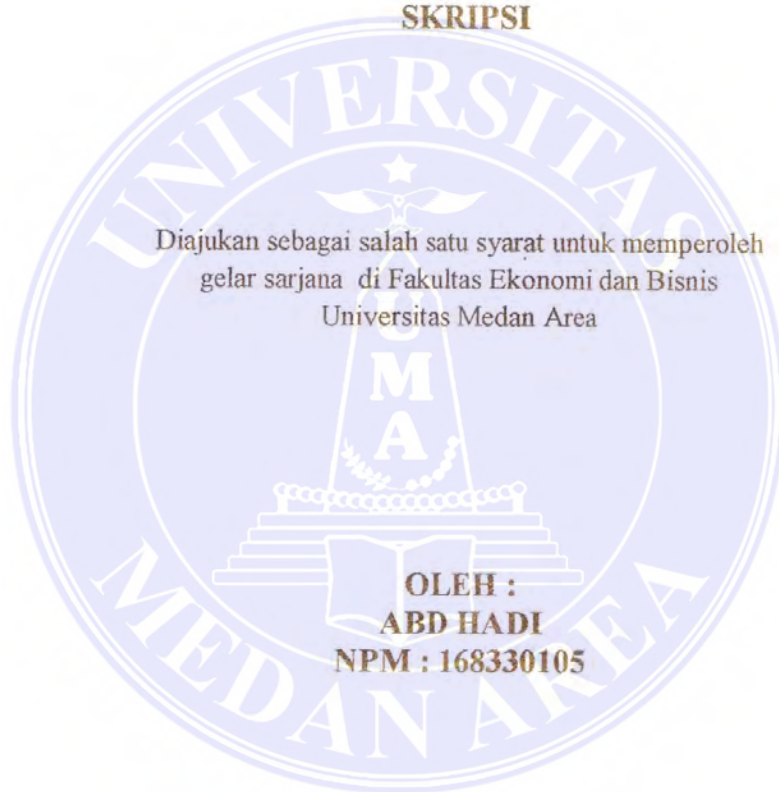 SKRIPSI
UNIVERSITAS
Diajukan sebagai salah satu syarat untuk memperoleh
gelar sarjana di Fakultas Ekonomi dan Bisnis
Universitas Medan Area
U
M
A
OLEH :
ABD HADI
NPM : 168330105
MEDAN AREA